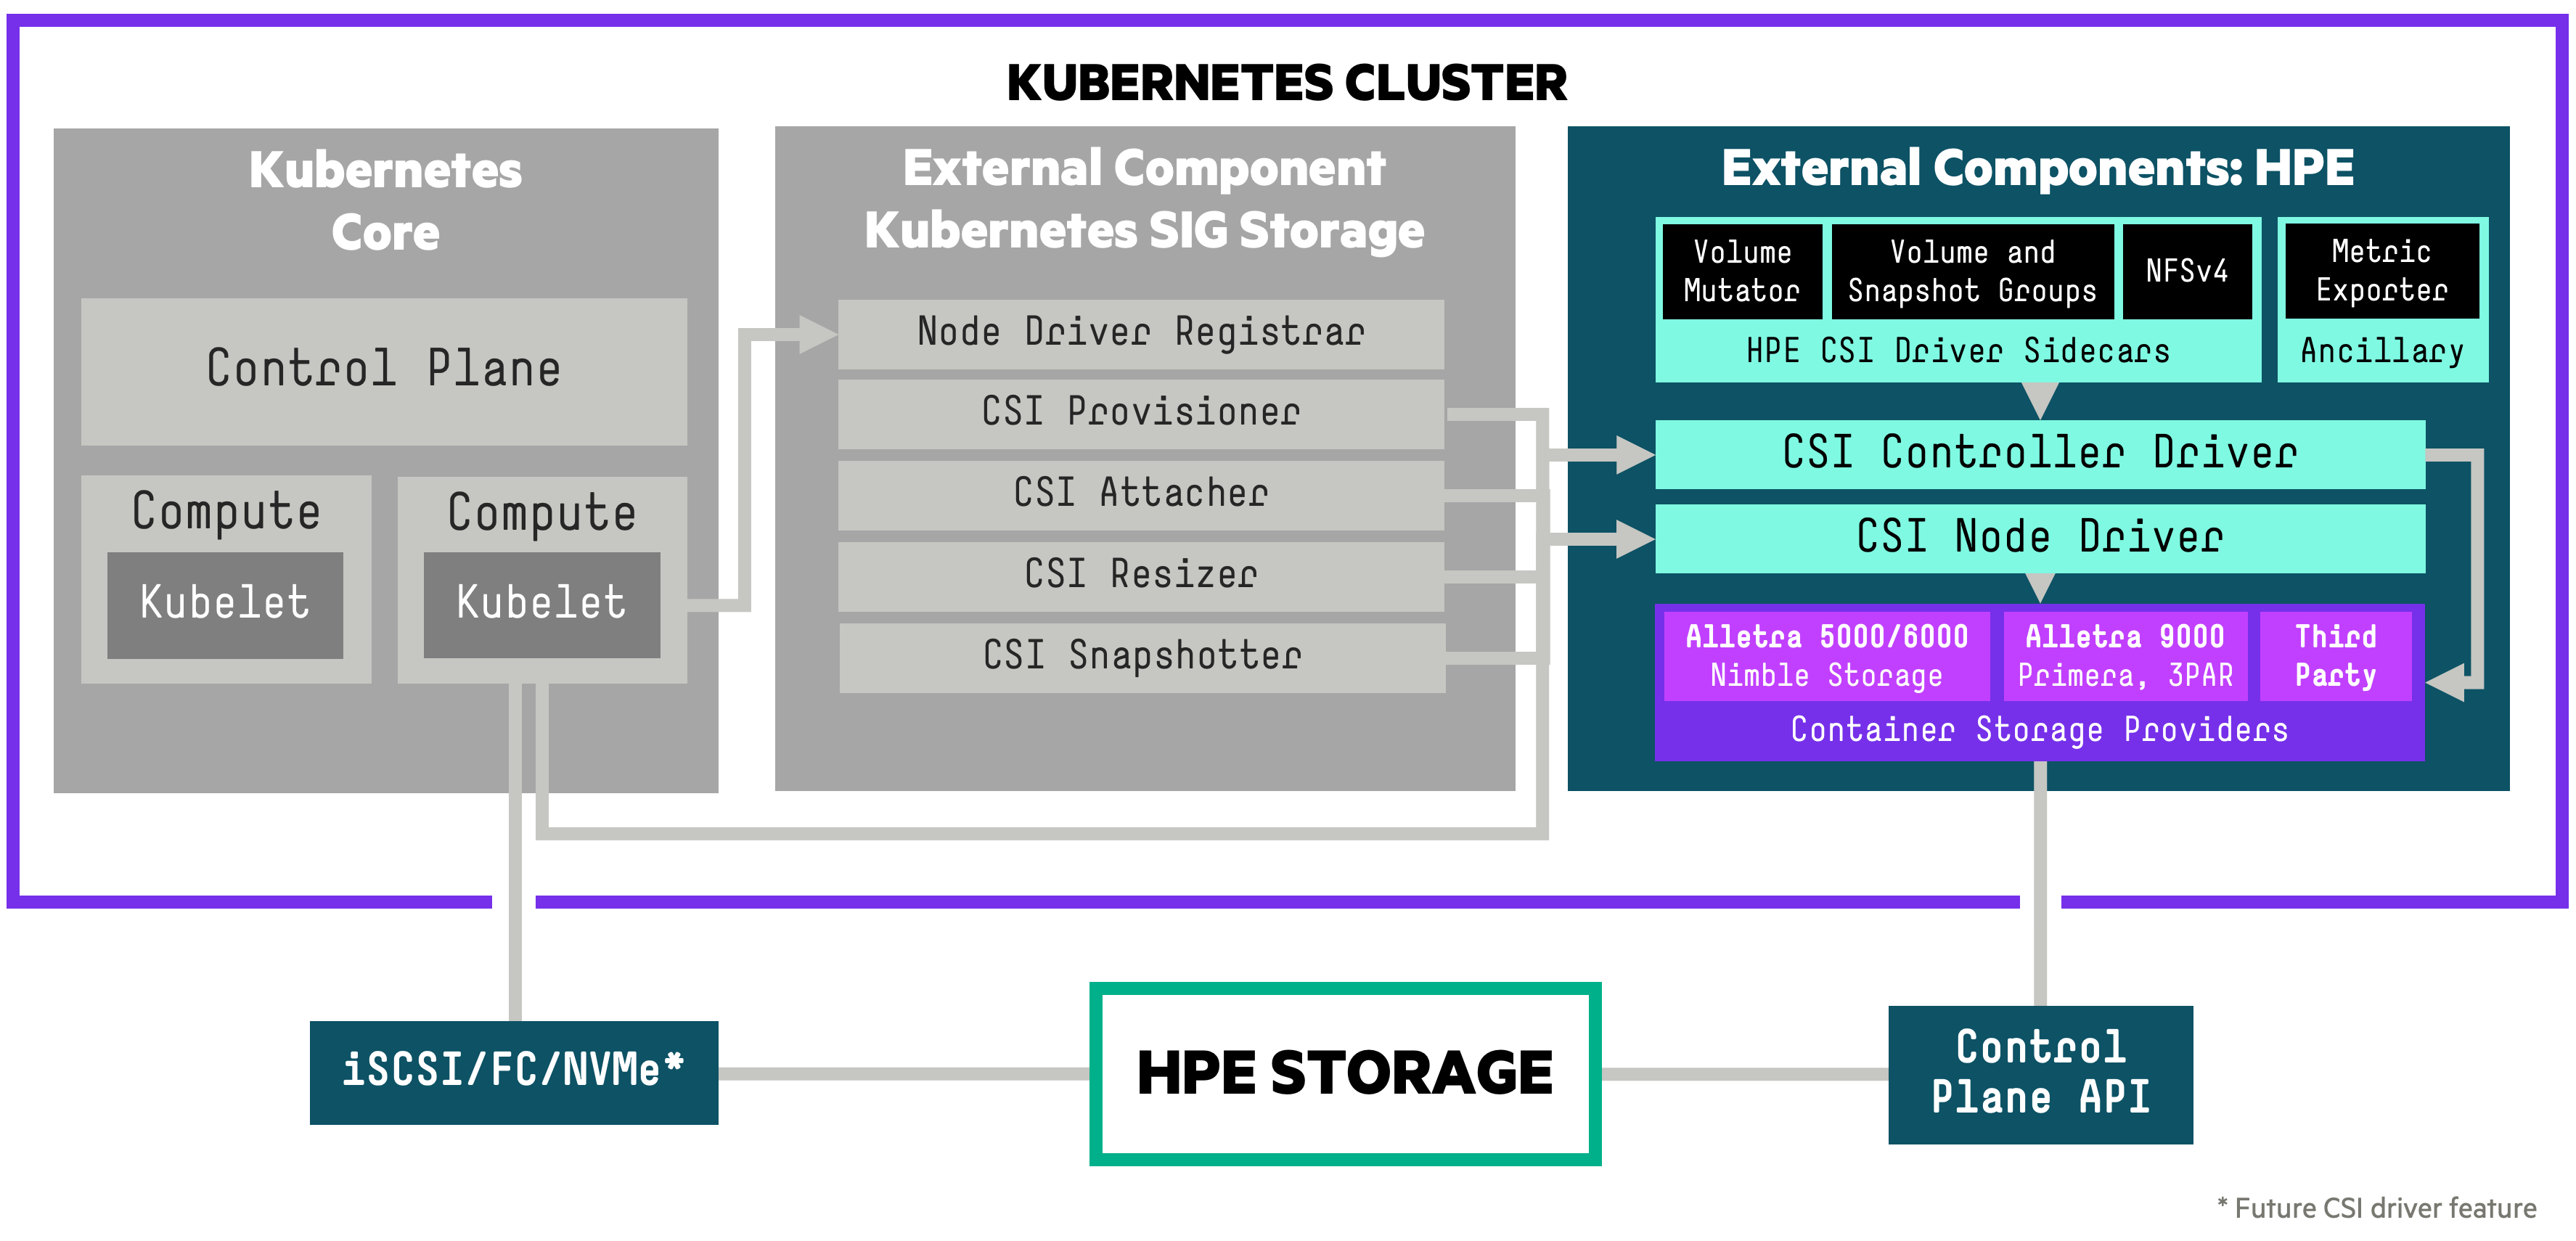 KUBERNETES CLUSTER
Kubernetes
Core
Control Plane
Compute
Kubelet
Compute
Kubelet
External Component
Kubernetes SIG Storage
Node Driver Registrar
CSI Provisioner
CSI Attacher
CSI Resizer
CSI Snapshotter
External Components: HPE
Volume
Mutator
Volume and
Snapshot Groups
NFSv4
HPE CSI Driver Sidecars
Metric
Exporter
Ancillary
CSI Controller Driver
CSI Node Driver
Alletra 5000/6000
Nimble Storage
Alletra 9000
Primera, 3PAR
Third
Party
Container Storage Providers
iSCSI/FC/NVMe*
HPE STORAGE
Control
Plane API
* Future CSI driver feature